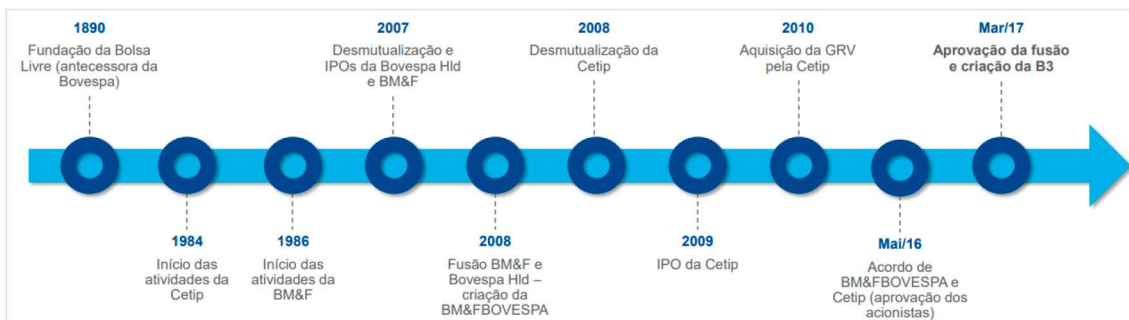 1890
Fundação da Bolsa
Livre (antecessora da
Bovespa)
2007
Desmutualização e
IPOs da Bovespa Hld
e BM&F
2008
Desmutualização da
Cetip
2010
Aquisição da GRV
pela Cetip
Mar/17
Aprovação da fusão
e criação da B3
1984
Início das
atividades da
Cetip
1986
Início das
atividades da
BM&F
2008
Fusão BM&F e
Bovespa Hld –
criação da
BM&FBOVESPA
2009
IPO da Cetip
Mai/16
Acordo de
BM&FBOVESPA e
Cetip (aprovação dos
acionistas)